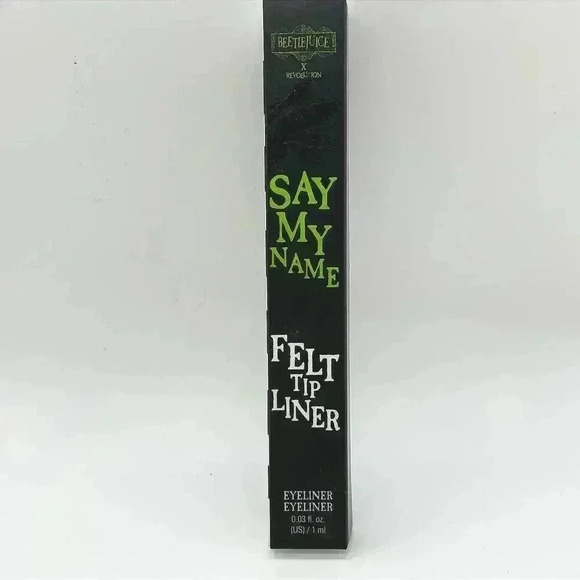 BEETLEJUICE
X
REVOLUTION
SAY
MY
NAME
FELT
TIP
LINER
EYELINER
EYELINER
0.03 fl. oz.
(US) / 1 ml